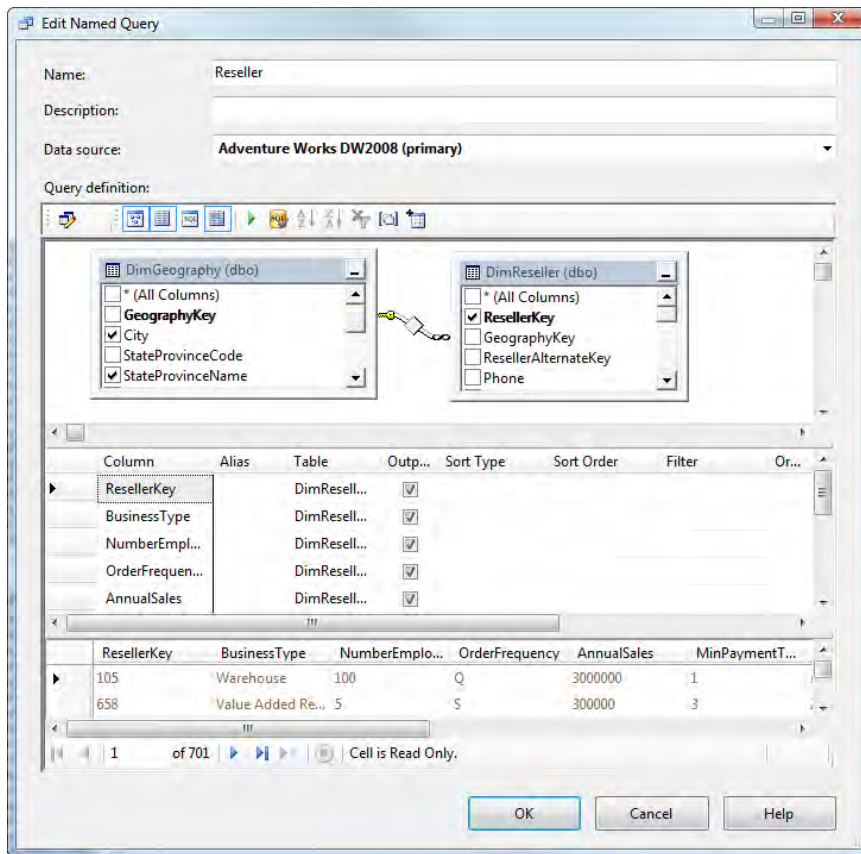 Edit Named Query
Name: Reseller
Description:
Data source: Adventure Works DW2008 (primary)
Query definition:
SQL SQL
DimGeography (dbo)
* (All Columns)
GeographyKey
City
StateProvinceCode
StateProvinceName
DimReseller (dbo)
* (All Columns)
ResellerKey
GeographyKey
ResellerAlternateKey
Phone
Column Alias Table Outp... Sort Type Sort Order Filter Or...
ResellerKey DimResell...
BusinessType DimResell...
NumberEmpl... DimResell...
OrderFrequen... DimResell...
AnnualSales DimResell...
ResellerKey BusinessType NumberEmplo... OrderFrequency AnnualSales MinPaymentT...
105 Warehouse 100 Q 3000000 1
658 Value Added Re... 5 S 300000 3
1 of 701 Cell is Read Only.
OK Cancel Help